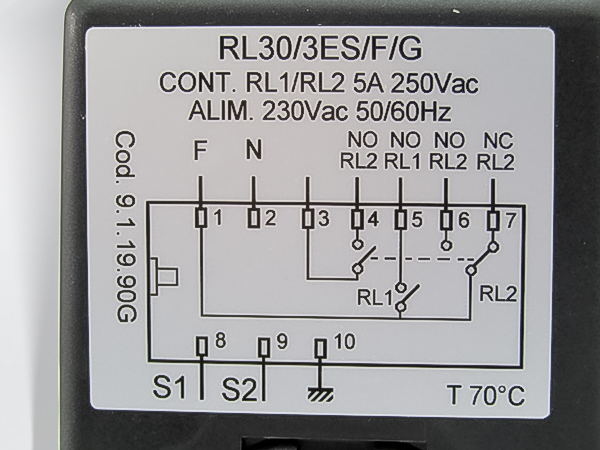 RL30/3ES/F/G
CONT. RL1/RL2 5A 250Vac
ALIM. 230Vac 50/60Hz
F N NO NO NO NC
RL2 RL1 RL2 RL2
1 2 3 4 5 6 7
RL1 RL2
8 9 10
S1 S2 T 70°C
Cod. 9.1.19.90G